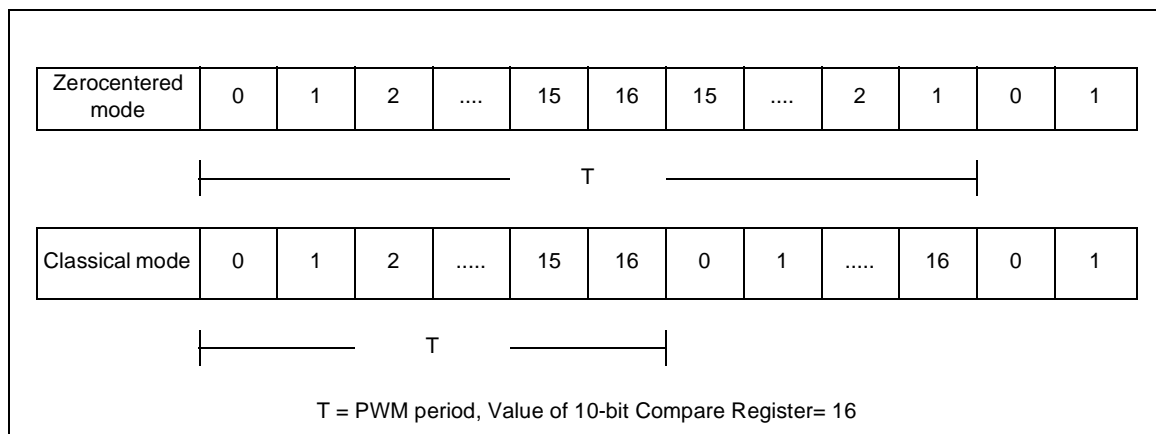 Zerocentered mode 0 1 2 .... 15 16 15 .... 2 1 0 1
T
Classical mode 0 1 2 ..... 15 16 0 1 ..... 16 0 1
T
T = PWM period, Value of 10-bit Compare Register= 16